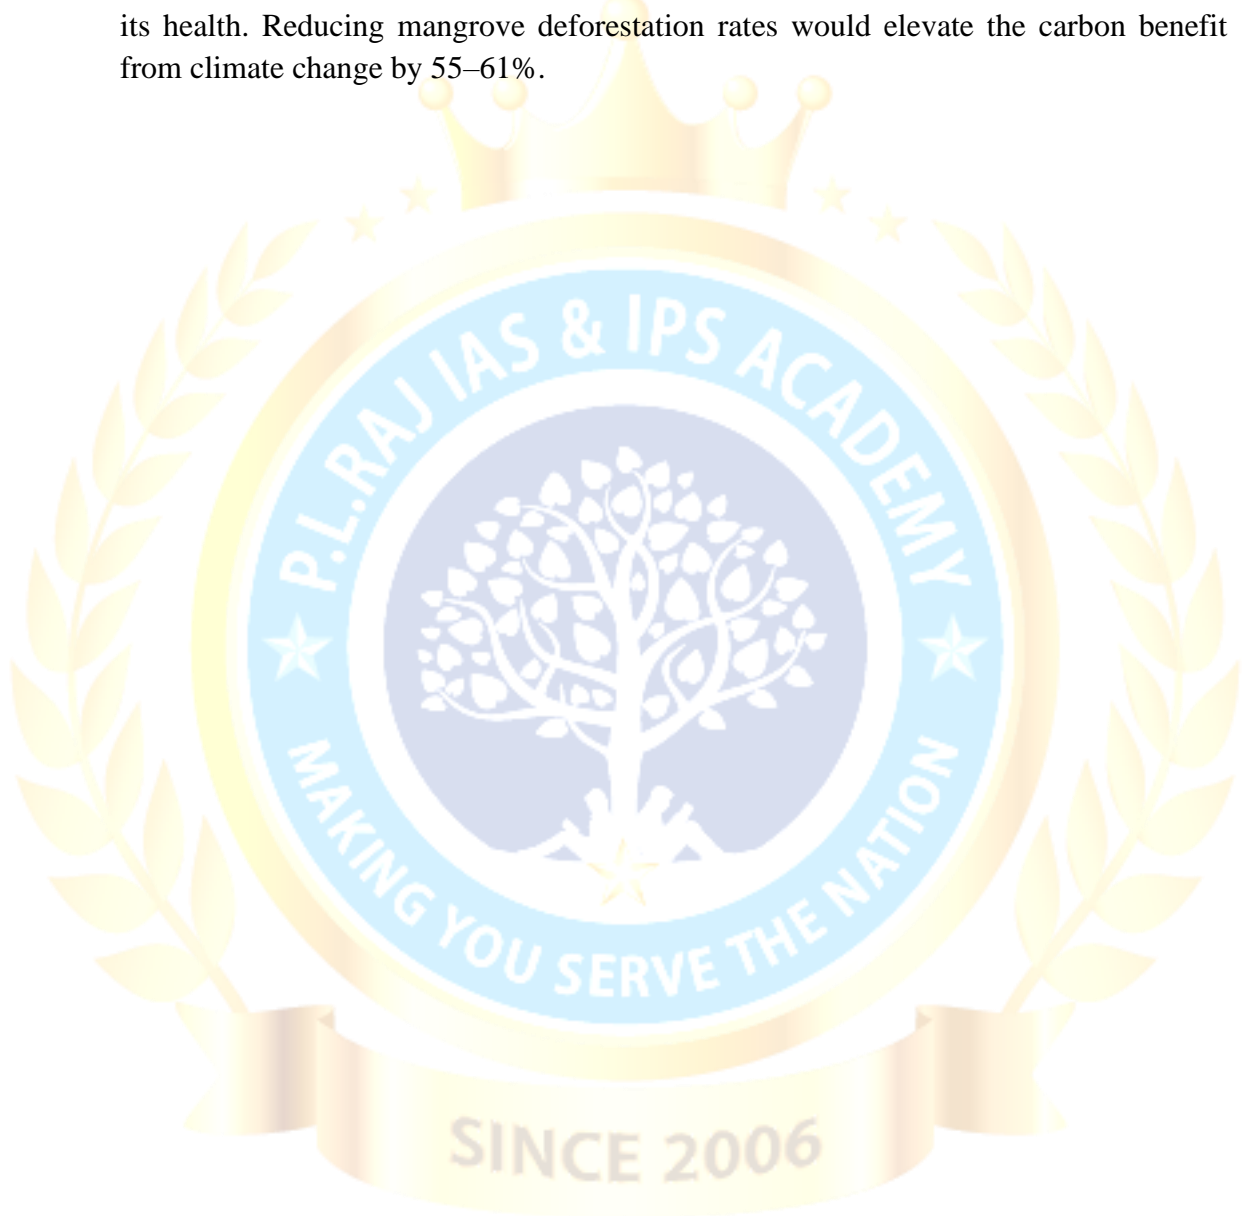 its health. Reducing mangrove deforestation rates would elevate the carbon benefit
from climate change by 55–61%.
P.L.RAJ IAS & IPS ACADEMY
MAKING YOU SERVE THE NATION
SINCE 2006